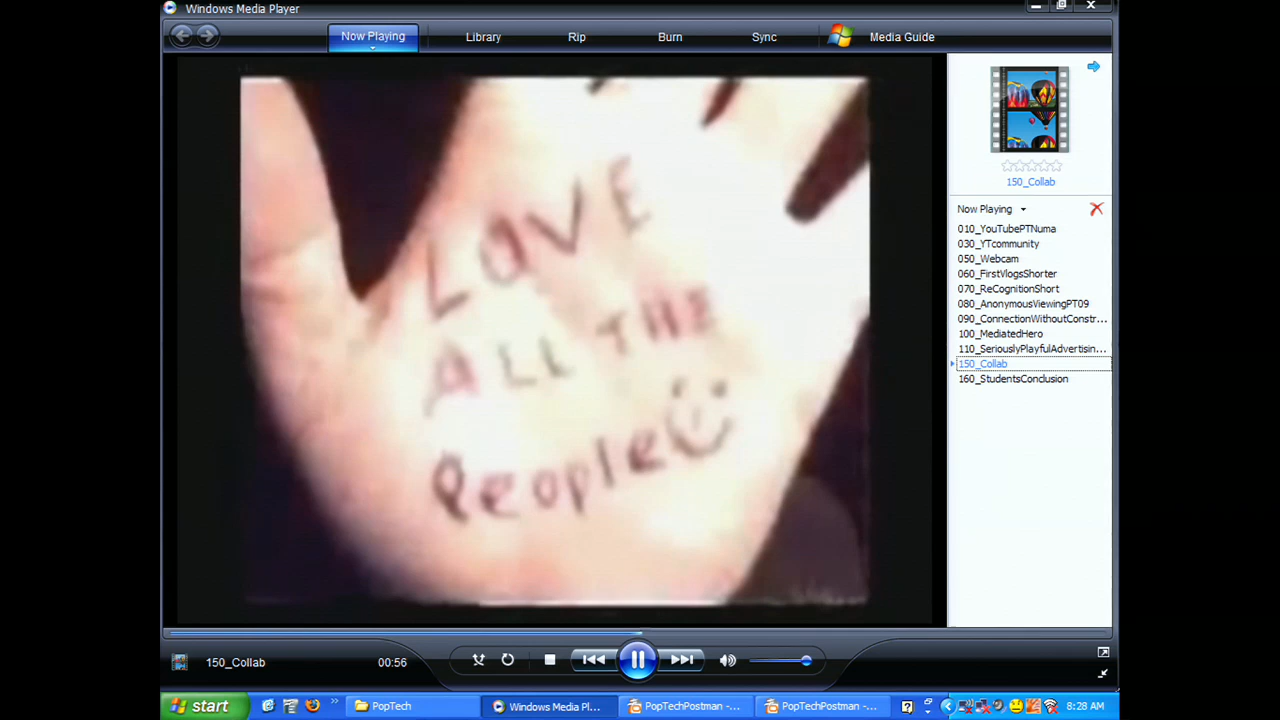 Windows Media Player
Now Playing
Library
Rip
Burn
Sync
Media Guide
LOVE
ALL THE
PeoPle
150_Collab
Now Playing
010_YouTubePTNuma
030_YTcommunity
050_Webcam
060_FirstVlogsShorter
070_ReCognitionShort
080_AnonymousViewingPT09
090_ConnectionWithoutConstr...
100_MediatedHero
110_SeriouslyPlayfulAdvertisin...
150_Collab
160_StudentsConclusion
150_Collab
00:56
start
PopTech
Windows Media Pl...
PopTechPostman -...
PopTechPostman -...
8:28 AM